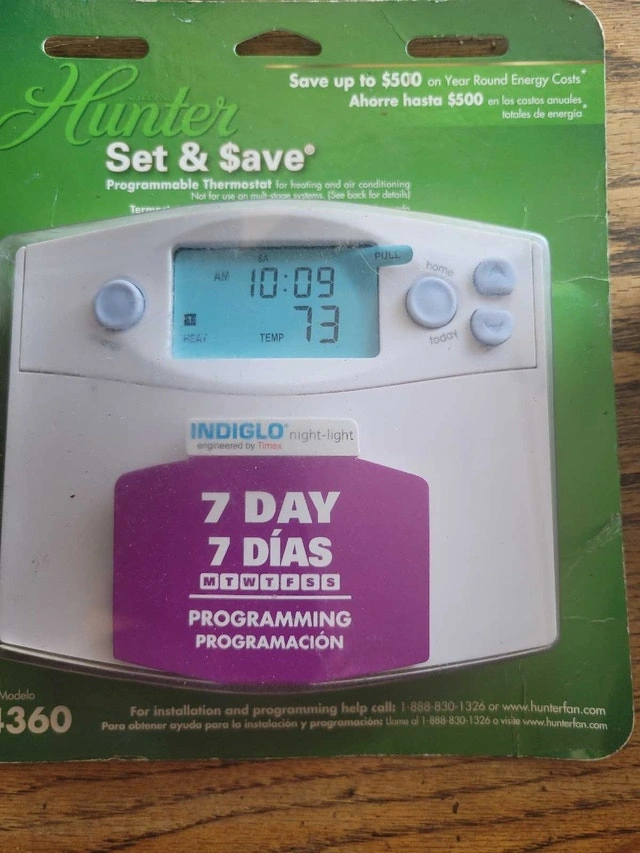 Hunter
Save up to $500 on Year Round Energy Costs*
Ahorre hasta $500 en los costos anuales*
totales de energía
Set & $ave®
Programmable Thermostat for heating and air conditioning
Not for use on multi-stage systems. (See back for details)
SA
PULL
AM 10:09
HEAT TEMP 73
home
today
INDIGLO® night-light
engineered by Timex
7 DAY
7 DÍAS
M T W T F S S
PROGRAMMING
PROGRAMACIÓN
Modelo
360
For installation and programming help call: 1-888-830-1326 or www.hunterfan.com
Para obtener ayuda para la instalación y programación: Llame al 1-888-830-1326 o visite www.hunterfan.com